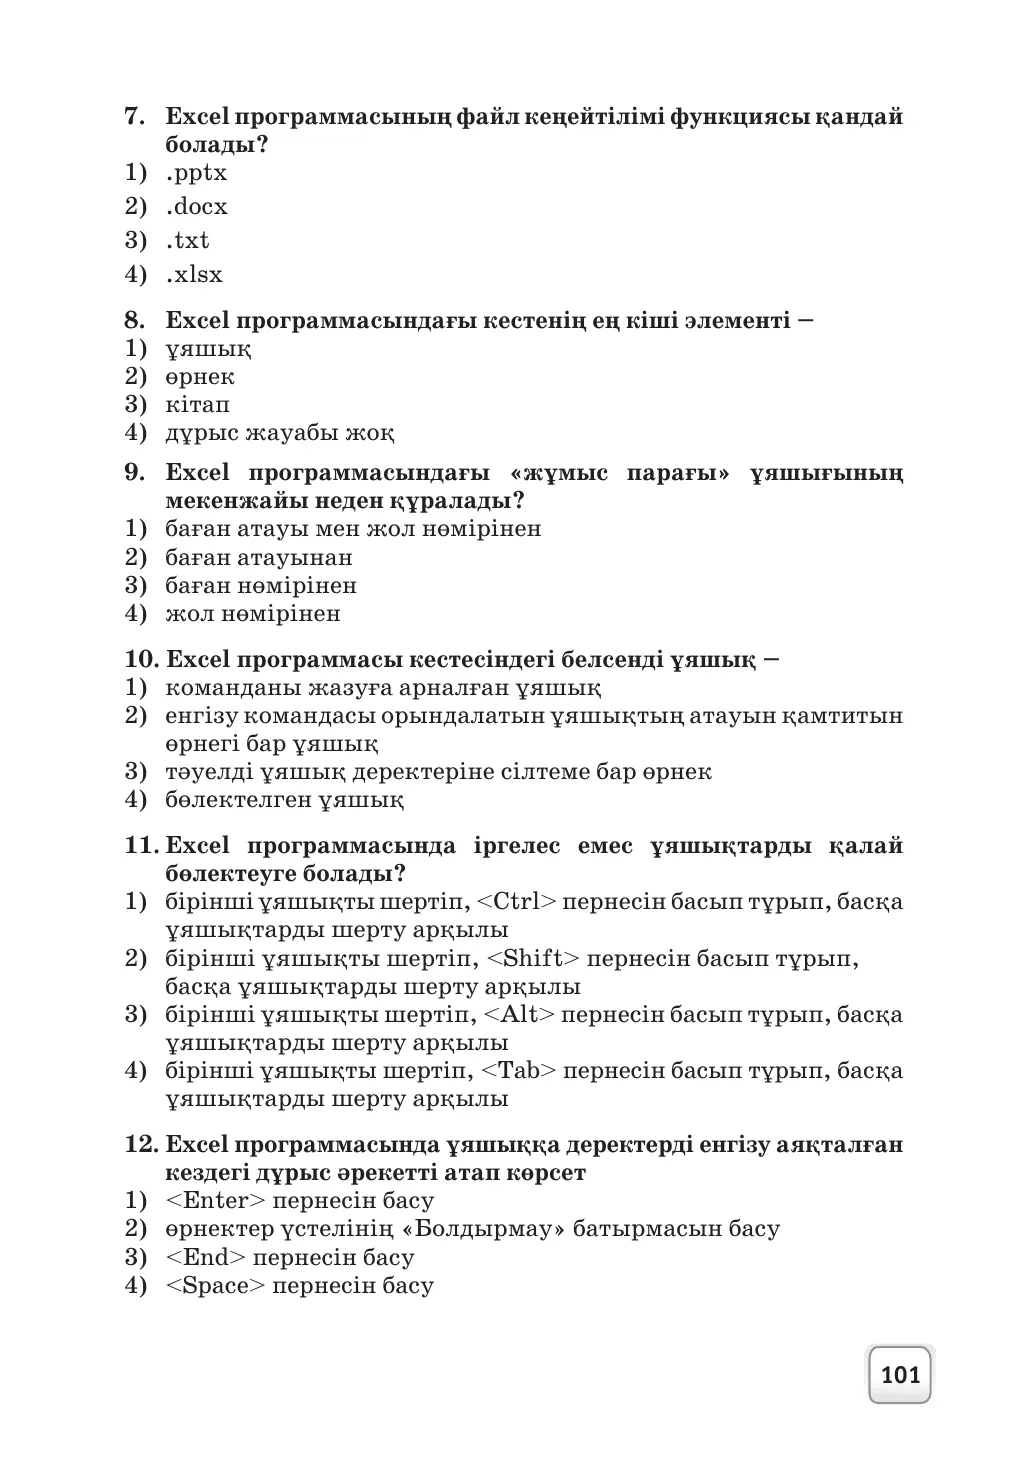 7. Excel программасының файл кеңейтілімі функциясы қандай
болады?
1) .pptx
2) .docx
3) .txt
4) .xlsx
8. Excel программасындағы кестенің ең кіші элементі –
1) ұяшық
2) өрнек
3) кітап
4) дұрыс жауабы жоқ
9. Excel программасындағы «жұмыс парағы» ұяшығының
мекенжайы неден құралады?
1) баған атауы мен жол нөмірінен
2) баған атауынан
3) баған нөмірінен
4) жол нөмірінен
10. Excel программасы кестесіндегі белсенді ұяшық –
1) команданы жазуға арналған ұяшық
2) енгізу командасы орындалатын ұяшықтың атауын қамтитын
өрнегі бар ұяшық
3) тәуелді ұяшық деректеріне сілтеме бар өрнек
4) бөлектелген ұяшық
11. Excel программасында іргелес емес ұяшықтарды қалай
бөлектеуге болады?
1) бірінші ұяшықты шертіп, <Ctrl> пернесін басып тұрып, басқа
ұяшықтарды шерту арқылы
2) бірінші ұяшықты шертіп, <Shift> пернесін басып тұрып,
басқа ұяшықтарды шерту арқылы
3) бірінші ұяшықты шертіп, <Alt> пернесін басып тұрып, басқа
ұяшықтарды шерту арқылы
4) бірінші ұяшықты шертіп, <Tab> пернесін басып тұрып, басқа
ұяшықтарды шерту арқылы
12. Excel программасында ұяшыққа деректерді енгізу аяқталған
кездегі дұрыс әрекетті атап көрсет
1) <Enter> пернесін басу
2) өрнектер үстелінің «Болдырмау» батырмасын басу
3) <End> пернесін басу
4) <Space> пернесін басу
101